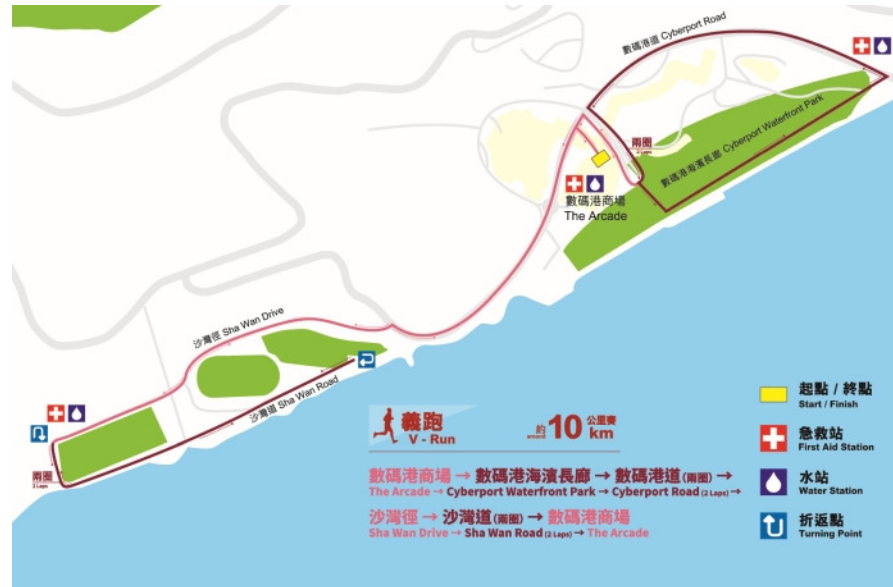 數碼港道 Cyberport Road
數碼港海濱長廊 Cyberport Waterfront Park
兩圈
2 Laps
數碼港商場
The Arcade
沙灣徑 Sha Wan Drive
沙灣道 Sha Wan Road
兩圈
2 Laps
義跑
V - Run
約 10 公里賽
around km
數碼港商場 → 數碼港海濱長廊 → 數碼港道(兩圈) →
The Arcade → Cyberport Waterfront Park → Cyberport Road (2 Laps) →
沙灣徑 → 沙灣道(兩圈) → 數碼港商場
Sha Wan Drive → Sha Wan Road (2 Laps) → The Arcade
起點 / 終點
Start / Finish
急救站
First Aid Station
水站
Water Station
折返點
Turning Point